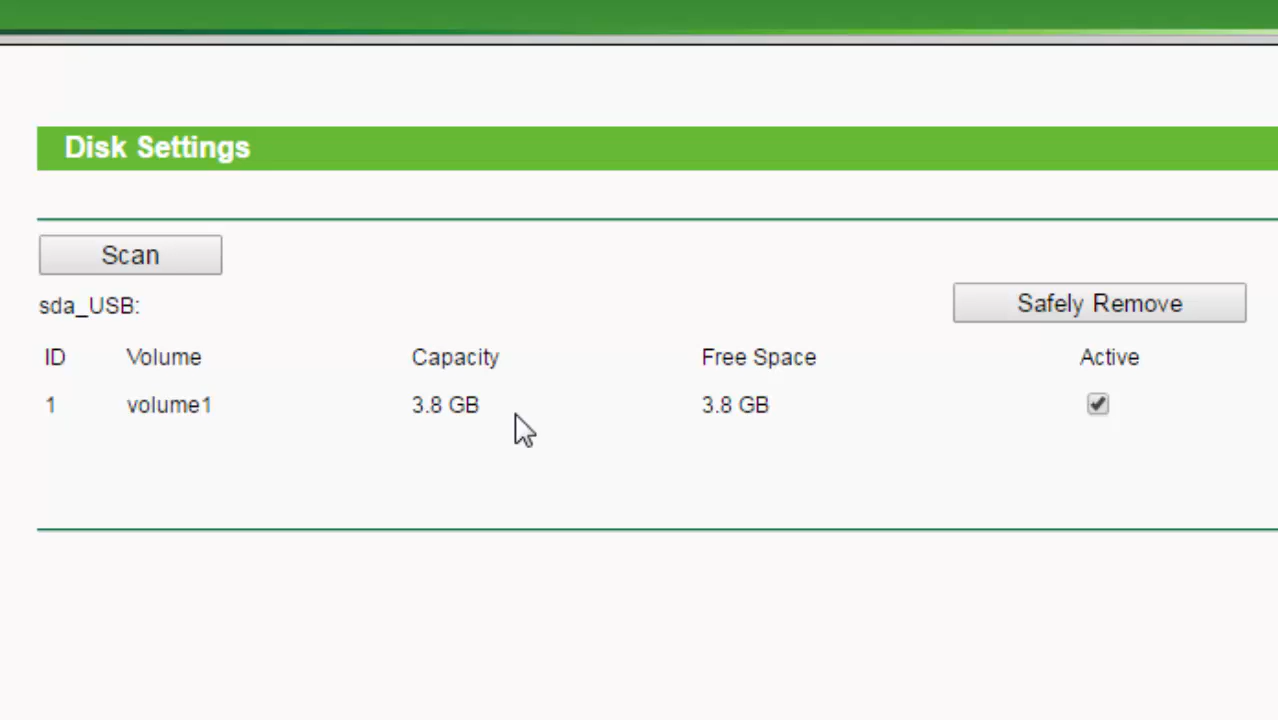 Disk Settings
Scan
sda_USB:
Safely Remove
ID Volume Capacity Free Space Active
1 volume1 3.8 GB 3.8 GB